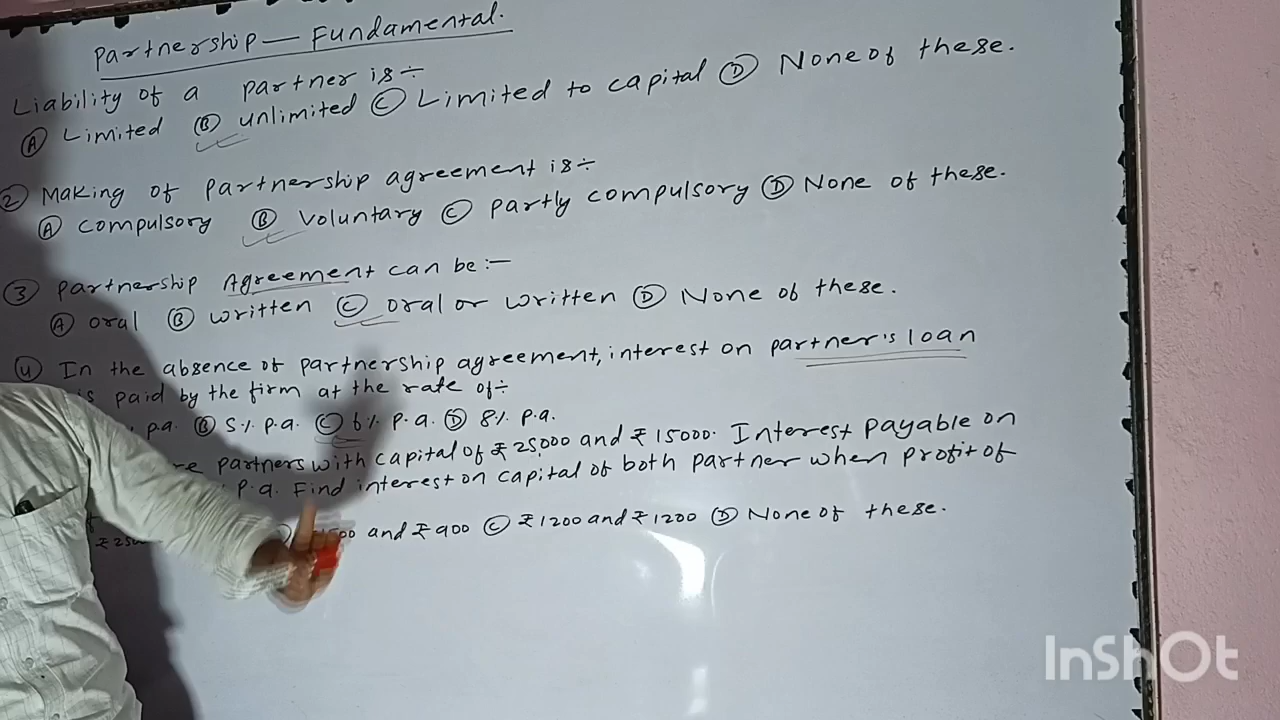 Partnership — Fundamental.
Liability of a partner is ÷
Ⓐ Limited Ⓑ unlimited Ⓒ Limited to capital Ⓓ None of these.
② Making of partnership agreement is ÷
Ⓐ compulsory Ⓑ voluntary Ⓒ partly compulsory Ⓓ None of these.
③ Partnership Agreement can be :—
Ⓐ oral Ⓑ written Ⓒ oral or written Ⓓ None of these.
④ In the absence of partnership agreement, interest on partner's loan
is paid by the firm at the rate of ÷
p.a. Ⓑ 5% p.a. Ⓒ 6% p.a. Ⓓ 8% p.a.
partners with capital of ₹25,000 and ₹15000. Interest payable on
p.a. Find interest on capital of both partner when profit of
₹1500 and ₹900 Ⓒ ₹1200 and ₹1200 Ⓓ None of these.
InShOt